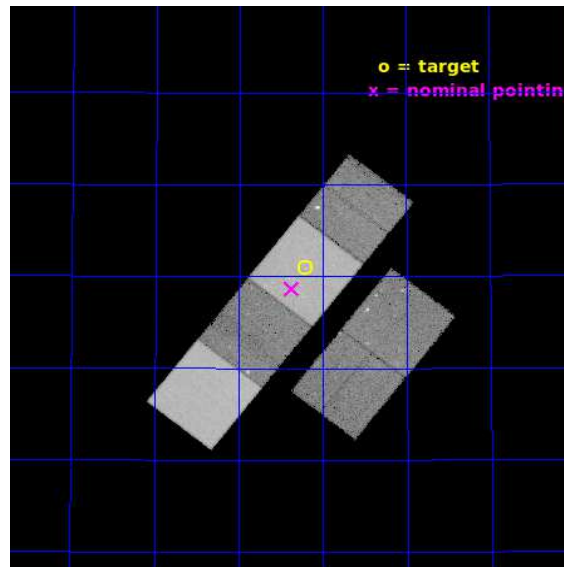 o = target
x = nominal pointin